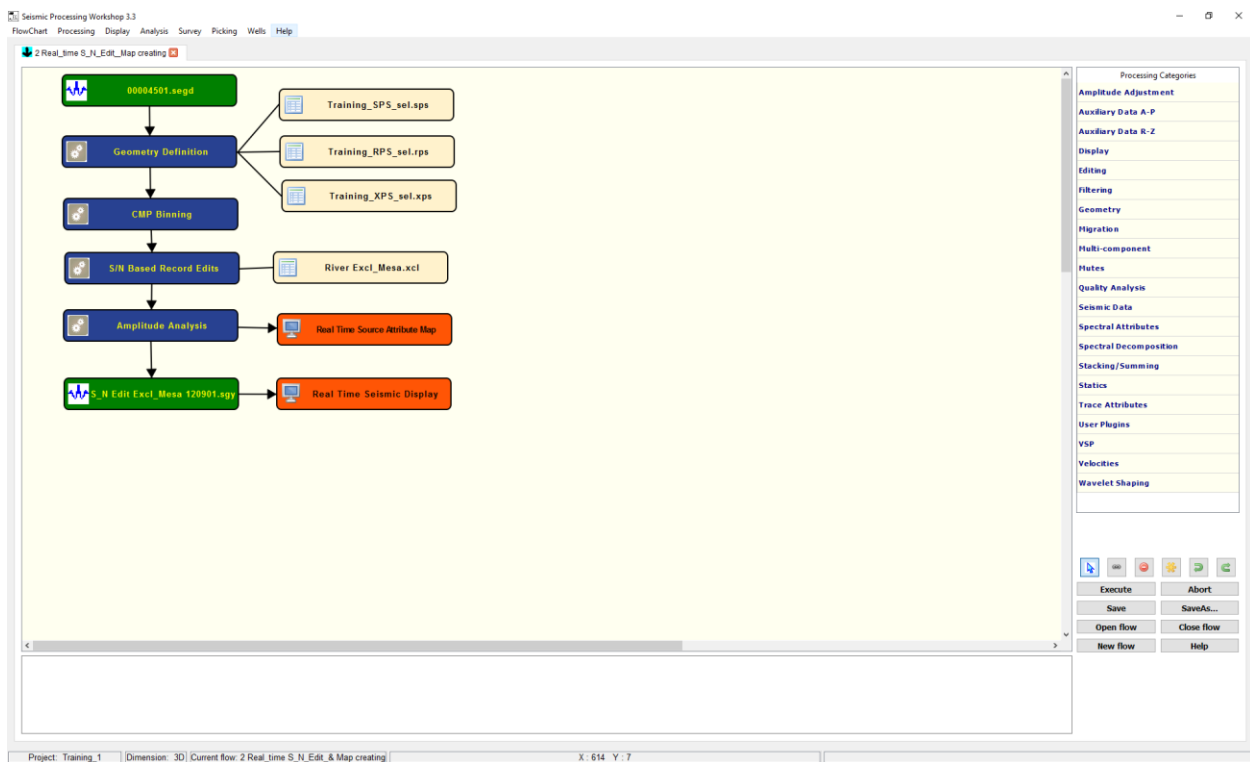 Seismic Processing Workshop 3.3
FlowChart Processing Display Analysis Survey Picking Wells Help
2 Real_time S_N_Edit_Map creating
00004501.segd
Training_SPS_sel.sps
Geometry Definition
Training_RPS_sel.rps
Training_XPS_sel.xps
CMP Binning
S/N Based Record Edits
River Excl_Mesa.xcl
Amplitude Analysis
Real Time Source Attribute Map
S_N Edit Excl_Mesa 120901.sgy
Real Time Seismic Display
Processing Categories
Amplitude Adjustment
Auxiliary Data A-P
Auxiliary Data R-Z
Display
Editing
Filtering
Geometry
Migration
Multi-component
Mutes
Quality Analysis
Seismic Data
Spectral Attributes
Spectral Decomposition
Stacking/Summing
Statics
Trace Attributes
User Plugins
VSP
Velocities
Wavelet Shaping
Execute Abort
Save SaveAs...
Open flow Close flow
New flow Help
Project: Training_1 Dimension: 3D Current flow: 2 Real_time S_N_Edit_& Map creating X : 614 Y : 7